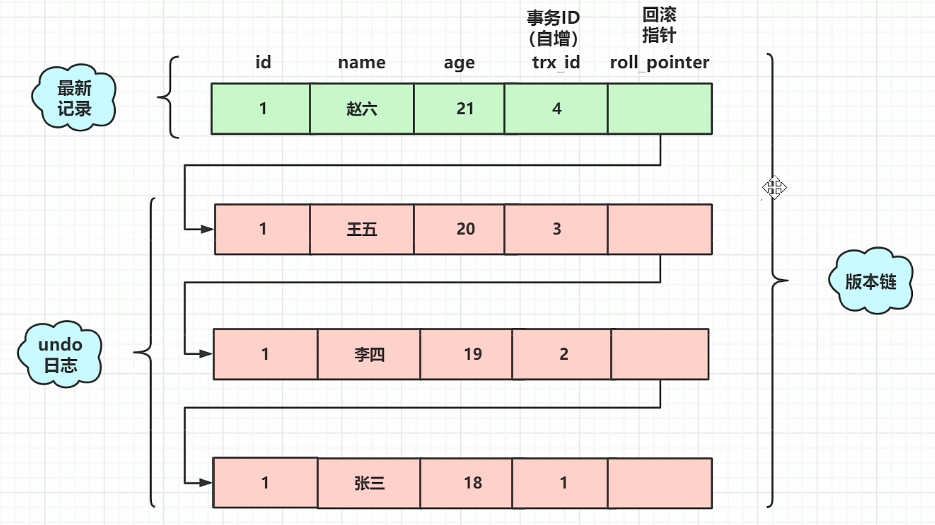 事务ID
（自增）
回滚
指针
id name age trx_id roll_pointer
最新
记录
1 赵六 21 4
1 王五 20 3
版本链
undo
日志
1 李四 19 2
1 张三 18 1